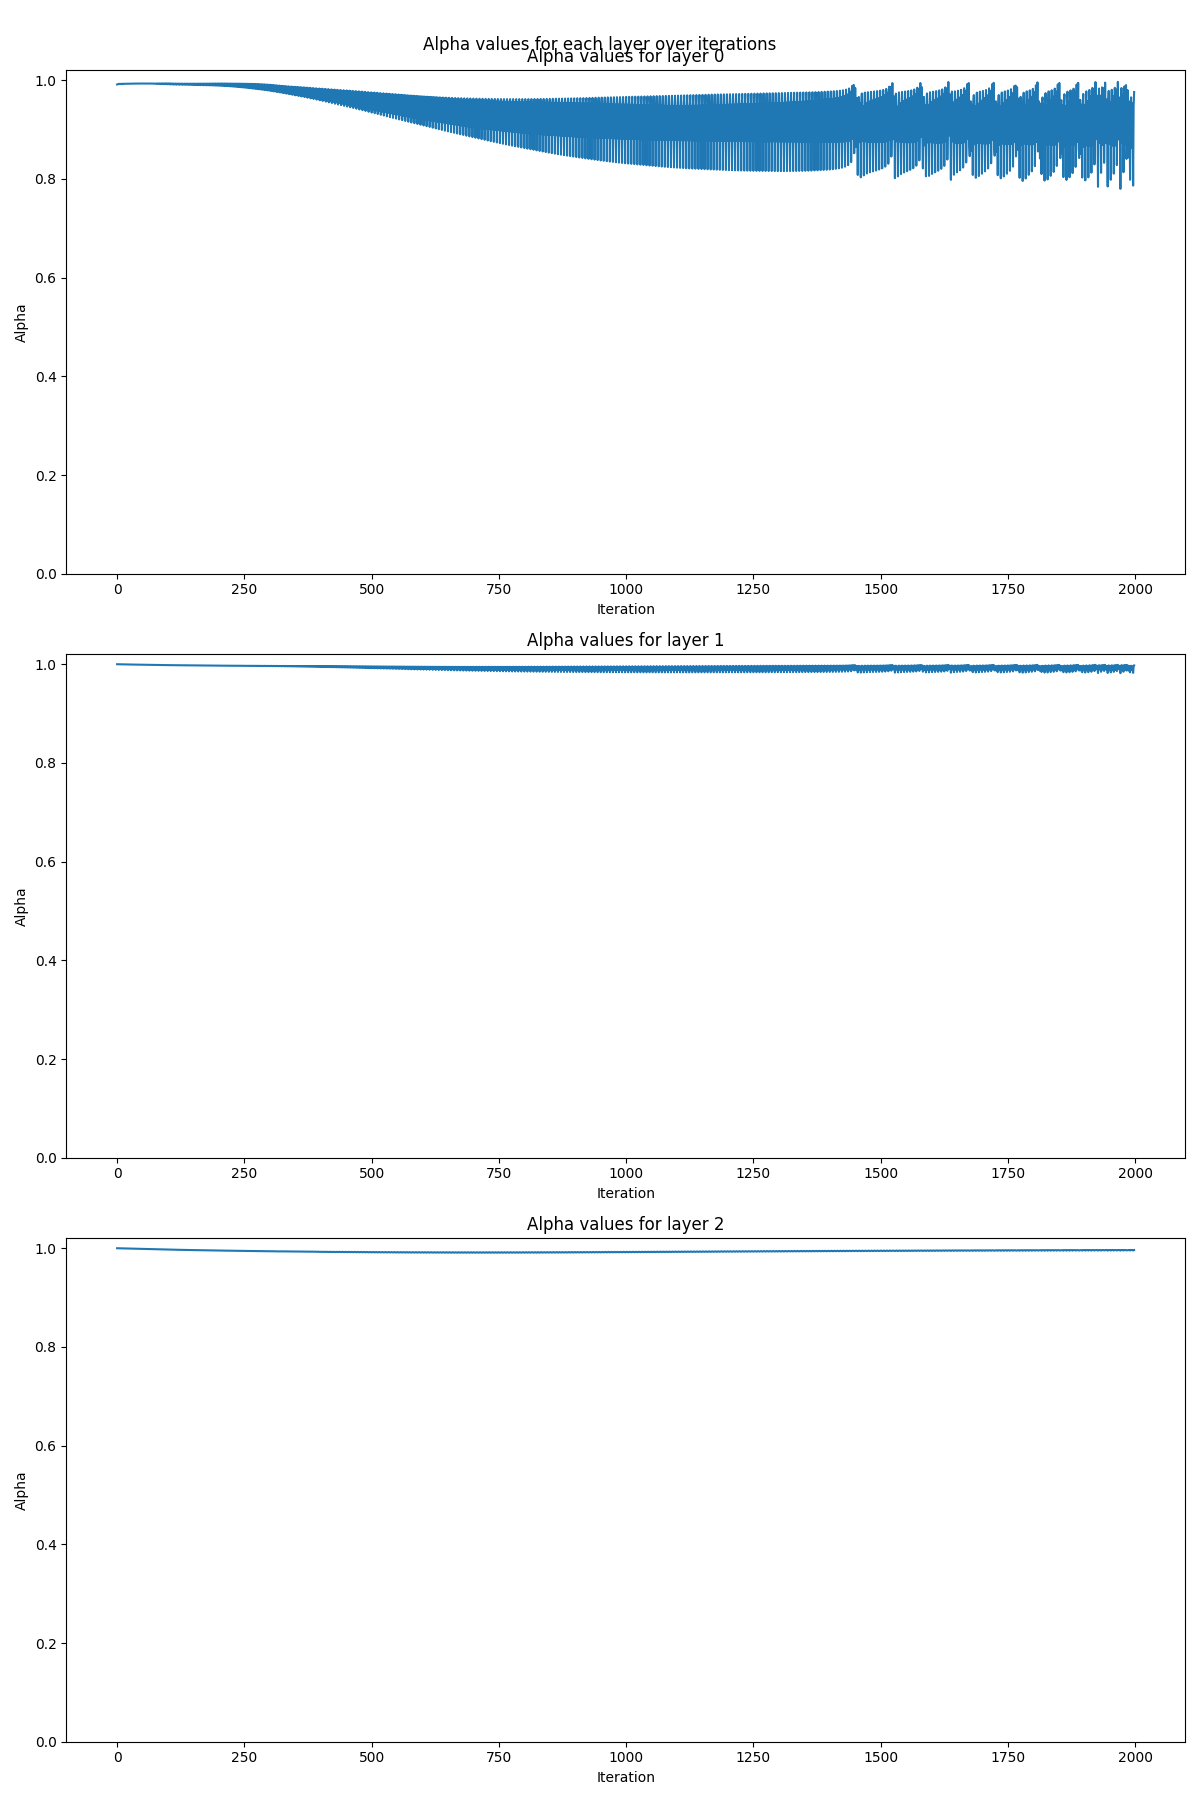 Alpha values for each layer over iterations
Alpha values for layer 0
1.0
0.8
0.6
0.4
0.2
0.0
Alpha
0 250 500 750 1000 1250 1500 1750 2000
Iteration
Alpha values for layer 1
1.0
0.8
0.6
0.4
0.2
0.0
Alpha
0 250 500 750 1000 1250 1500 1750 2000
Iteration
Alpha values for layer 2
1.0
0.8
0.6
0.4
0.2
0.0
Alpha
0 250 500 750 1000 1250 1500 1750 2000
Iteration